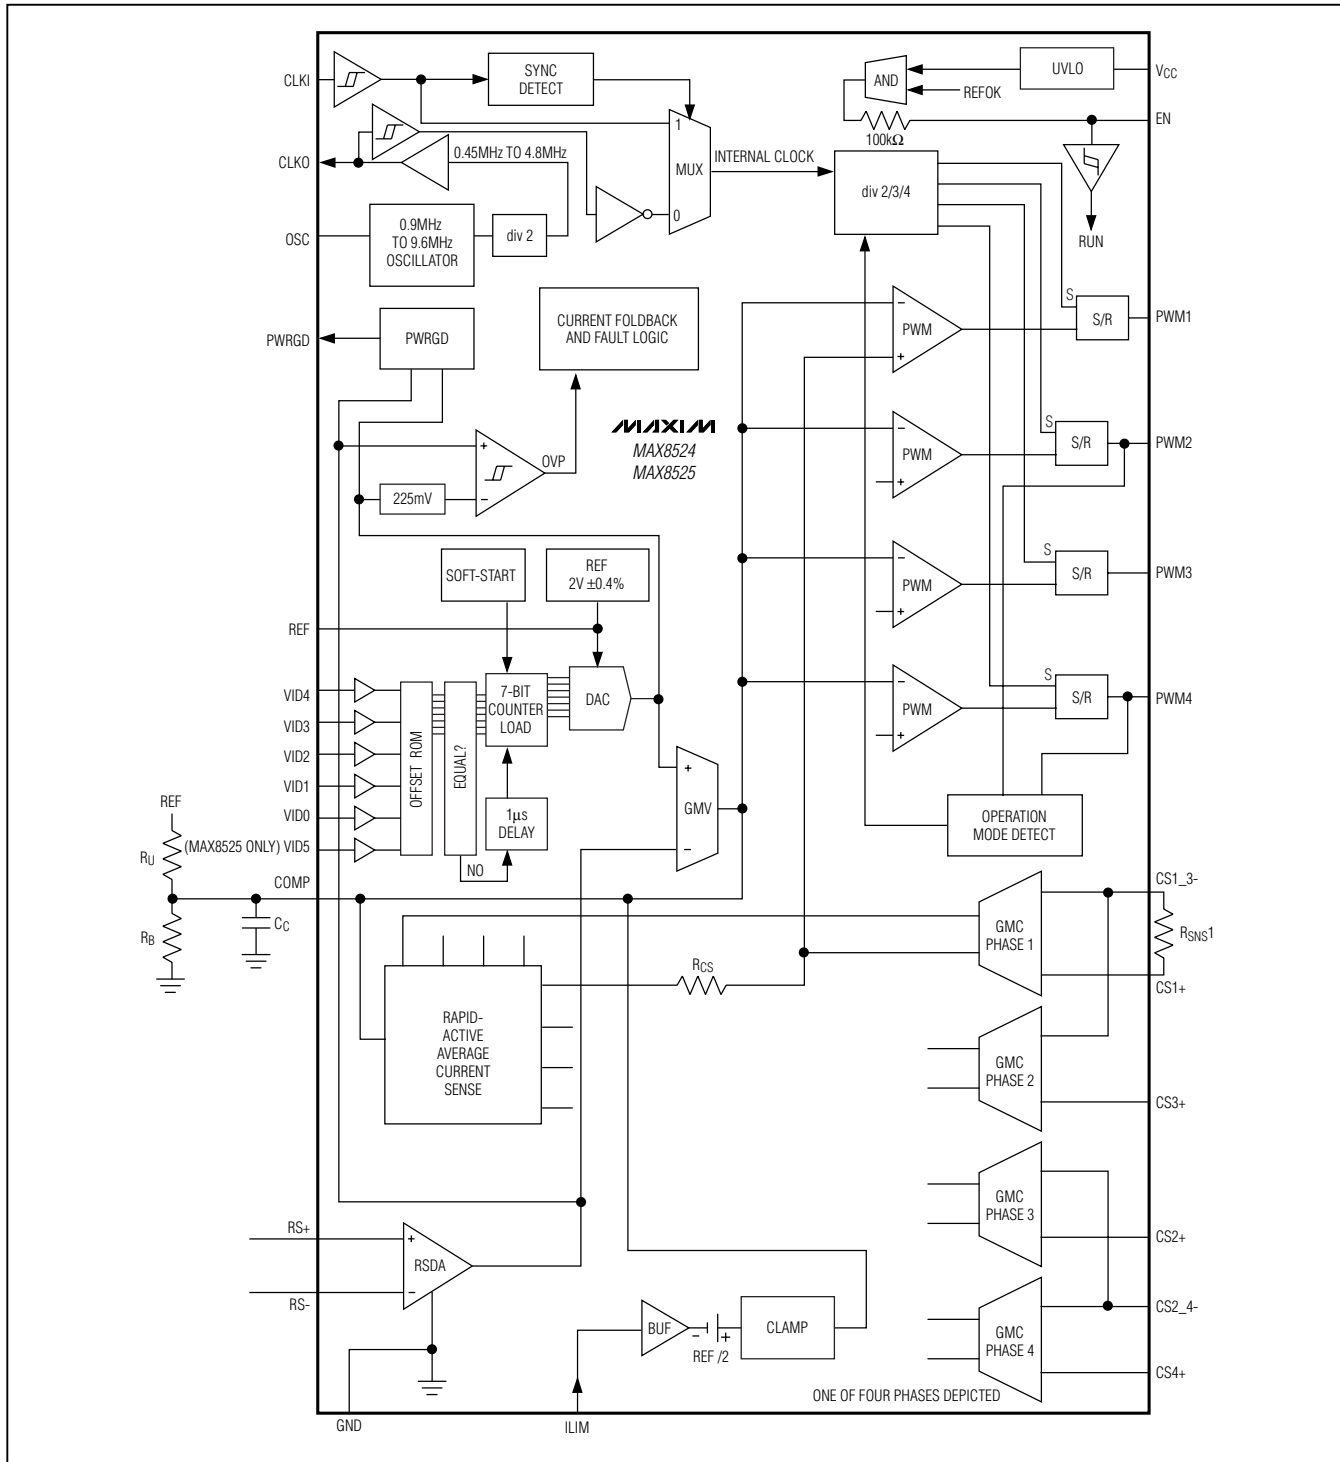 CLKI
SYNC
DETECT
AND
UVLO
VCC
REFOK
EN
1
100kΩ
CLKO
0.45MHz TO 4.8MHz
MUX
INTERNAL CLOCK
div 2/3/4
0
RUN
OSC
0.9MHz
TO 9.6MHz
OSCILLATOR
div 2
CURRENT FOLDBACK
AND FAULT LOGIC
−
PWM
+
S
S/R
PWM1
PWRGD
PWRGD
MAXIM
MAX8524
MAX8525
+
OVP
−
225mV
−
PWM
+
S
S/R
PWM2
SOFT-START
REF
2V ±0.4%
−
PWM
+
S
S/R
PWM3
REF
VID4
VID3
VID2
VID1
VID0
(MAX8525 ONLY) VID5
OFFSET ROM
EQUAL?
7-BIT
COUNTER
LOAD
DAC
−
PWM
+
S
S/R
PWM4
1µs
DELAY
NO
+
GMV
−
OPERATION
MODE DETECT
REF
RU
COMP
RB
CC
CS1_3-
GMC
PHASE 1
RSNS1
CS1+
RCS
RAPID-
ACTIVE
AVERAGE
CURRENT
SENSE
GMC
PHASE 2
CS3+
GMC
PHASE 3
CS2+
RS+
+
RSDA
−
RS-
BUF
−
+
REF /2
CLAMP
CS2_4-
GMC
PHASE 4
CS4+
ONE OF FOUR PHASES DEPICTED
GND
ILIM